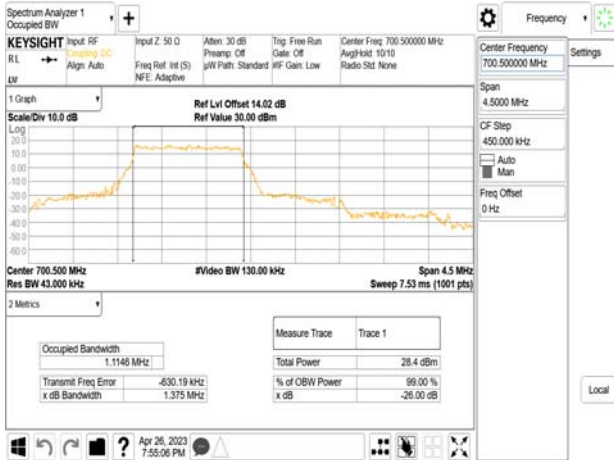 Spectrum Analyzer 1
Occupied BW
Frequency
KEYSIGHT
RL
Input: RF
Coupling: DC
Align: Auto
Input Z: 50 Ω
Freq Ref: Int (S)
NFE: Adaptive
Atten: 30 dB
Preamp: Off
µW Path: Standard
Trig: Free Run
Gate: Off
#IF Gain: Low
Center Freq: 700.500000 MHz
Avg|Hold: 10/10
Radio Std: None
Center Frequency
700.500000 MHz
Settings
Span
4.5000 MHz
CF Step
450.000 kHz
Auto
Man
Freq Offset
0 Hz
Local
1 Graph
Scale/Div 10.0 dB
Ref Lvl Offset 14.02 dB
Ref Value 30.00 dBm
Log
20.0
10.0
0.00
-10.0
-20.0
-30.0
-40.0
-50.0
-60.0
Center 700.500 MHz
#Video BW 130.00 kHz
Span 4.5 MHz
Res BW 43.000 kHz
Sweep 7.53 ms (1001 pts)
2 Metrics
Measure Trace Trace 1
Occupied Bandwidth
1.1146 MHz
Total Power 28.4 dBm
Transmit Freq Error -630.19 kHz
% of OBW Power 99.00 %
x dB Bandwidth 1.375 MHz
x dB -26.00 dB
Apr 26, 2023
7:55:06 PM